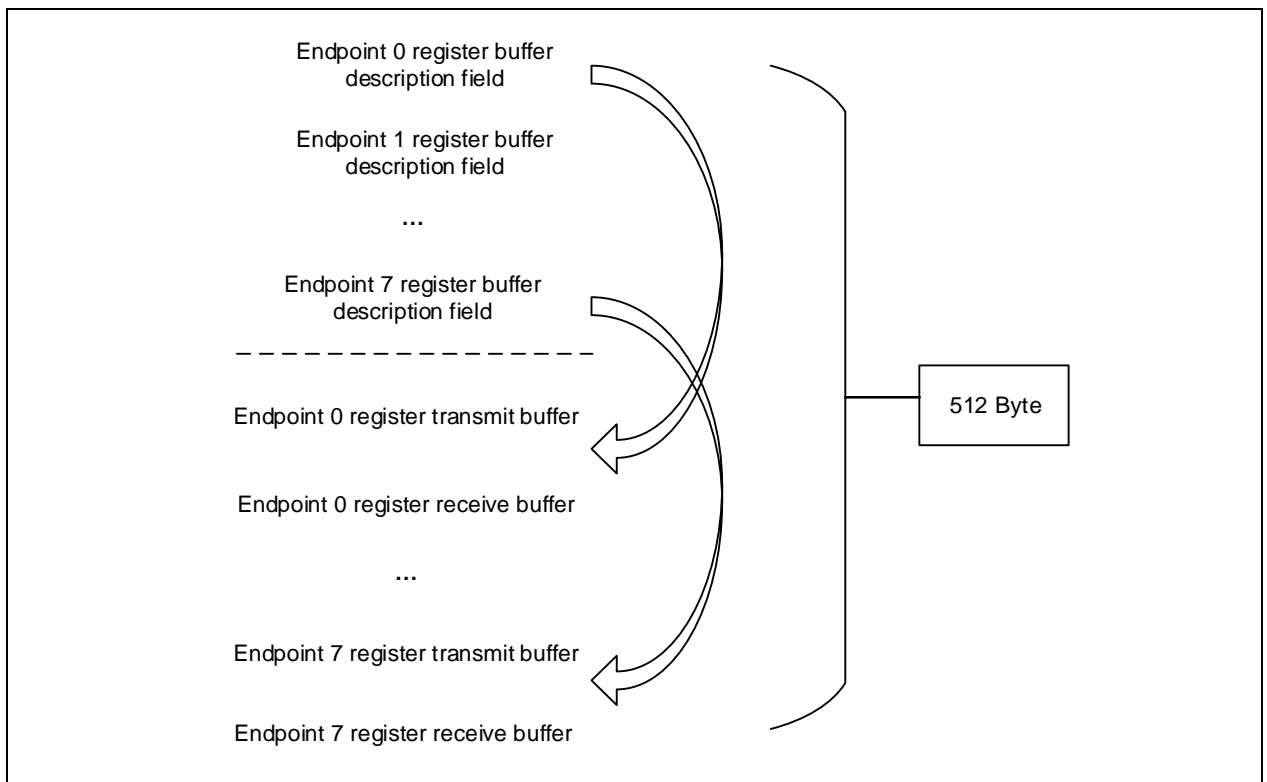 Endpoint 0 register buffer
description field
Endpoint 1 register buffer
description field
...
Endpoint 7 register buffer
description field
Endpoint 0 register transmit buffer
Endpoint 0 register receive buffer
...
Endpoint 7 register transmit buffer
Endpoint 7 register receive buffer
512 Byte